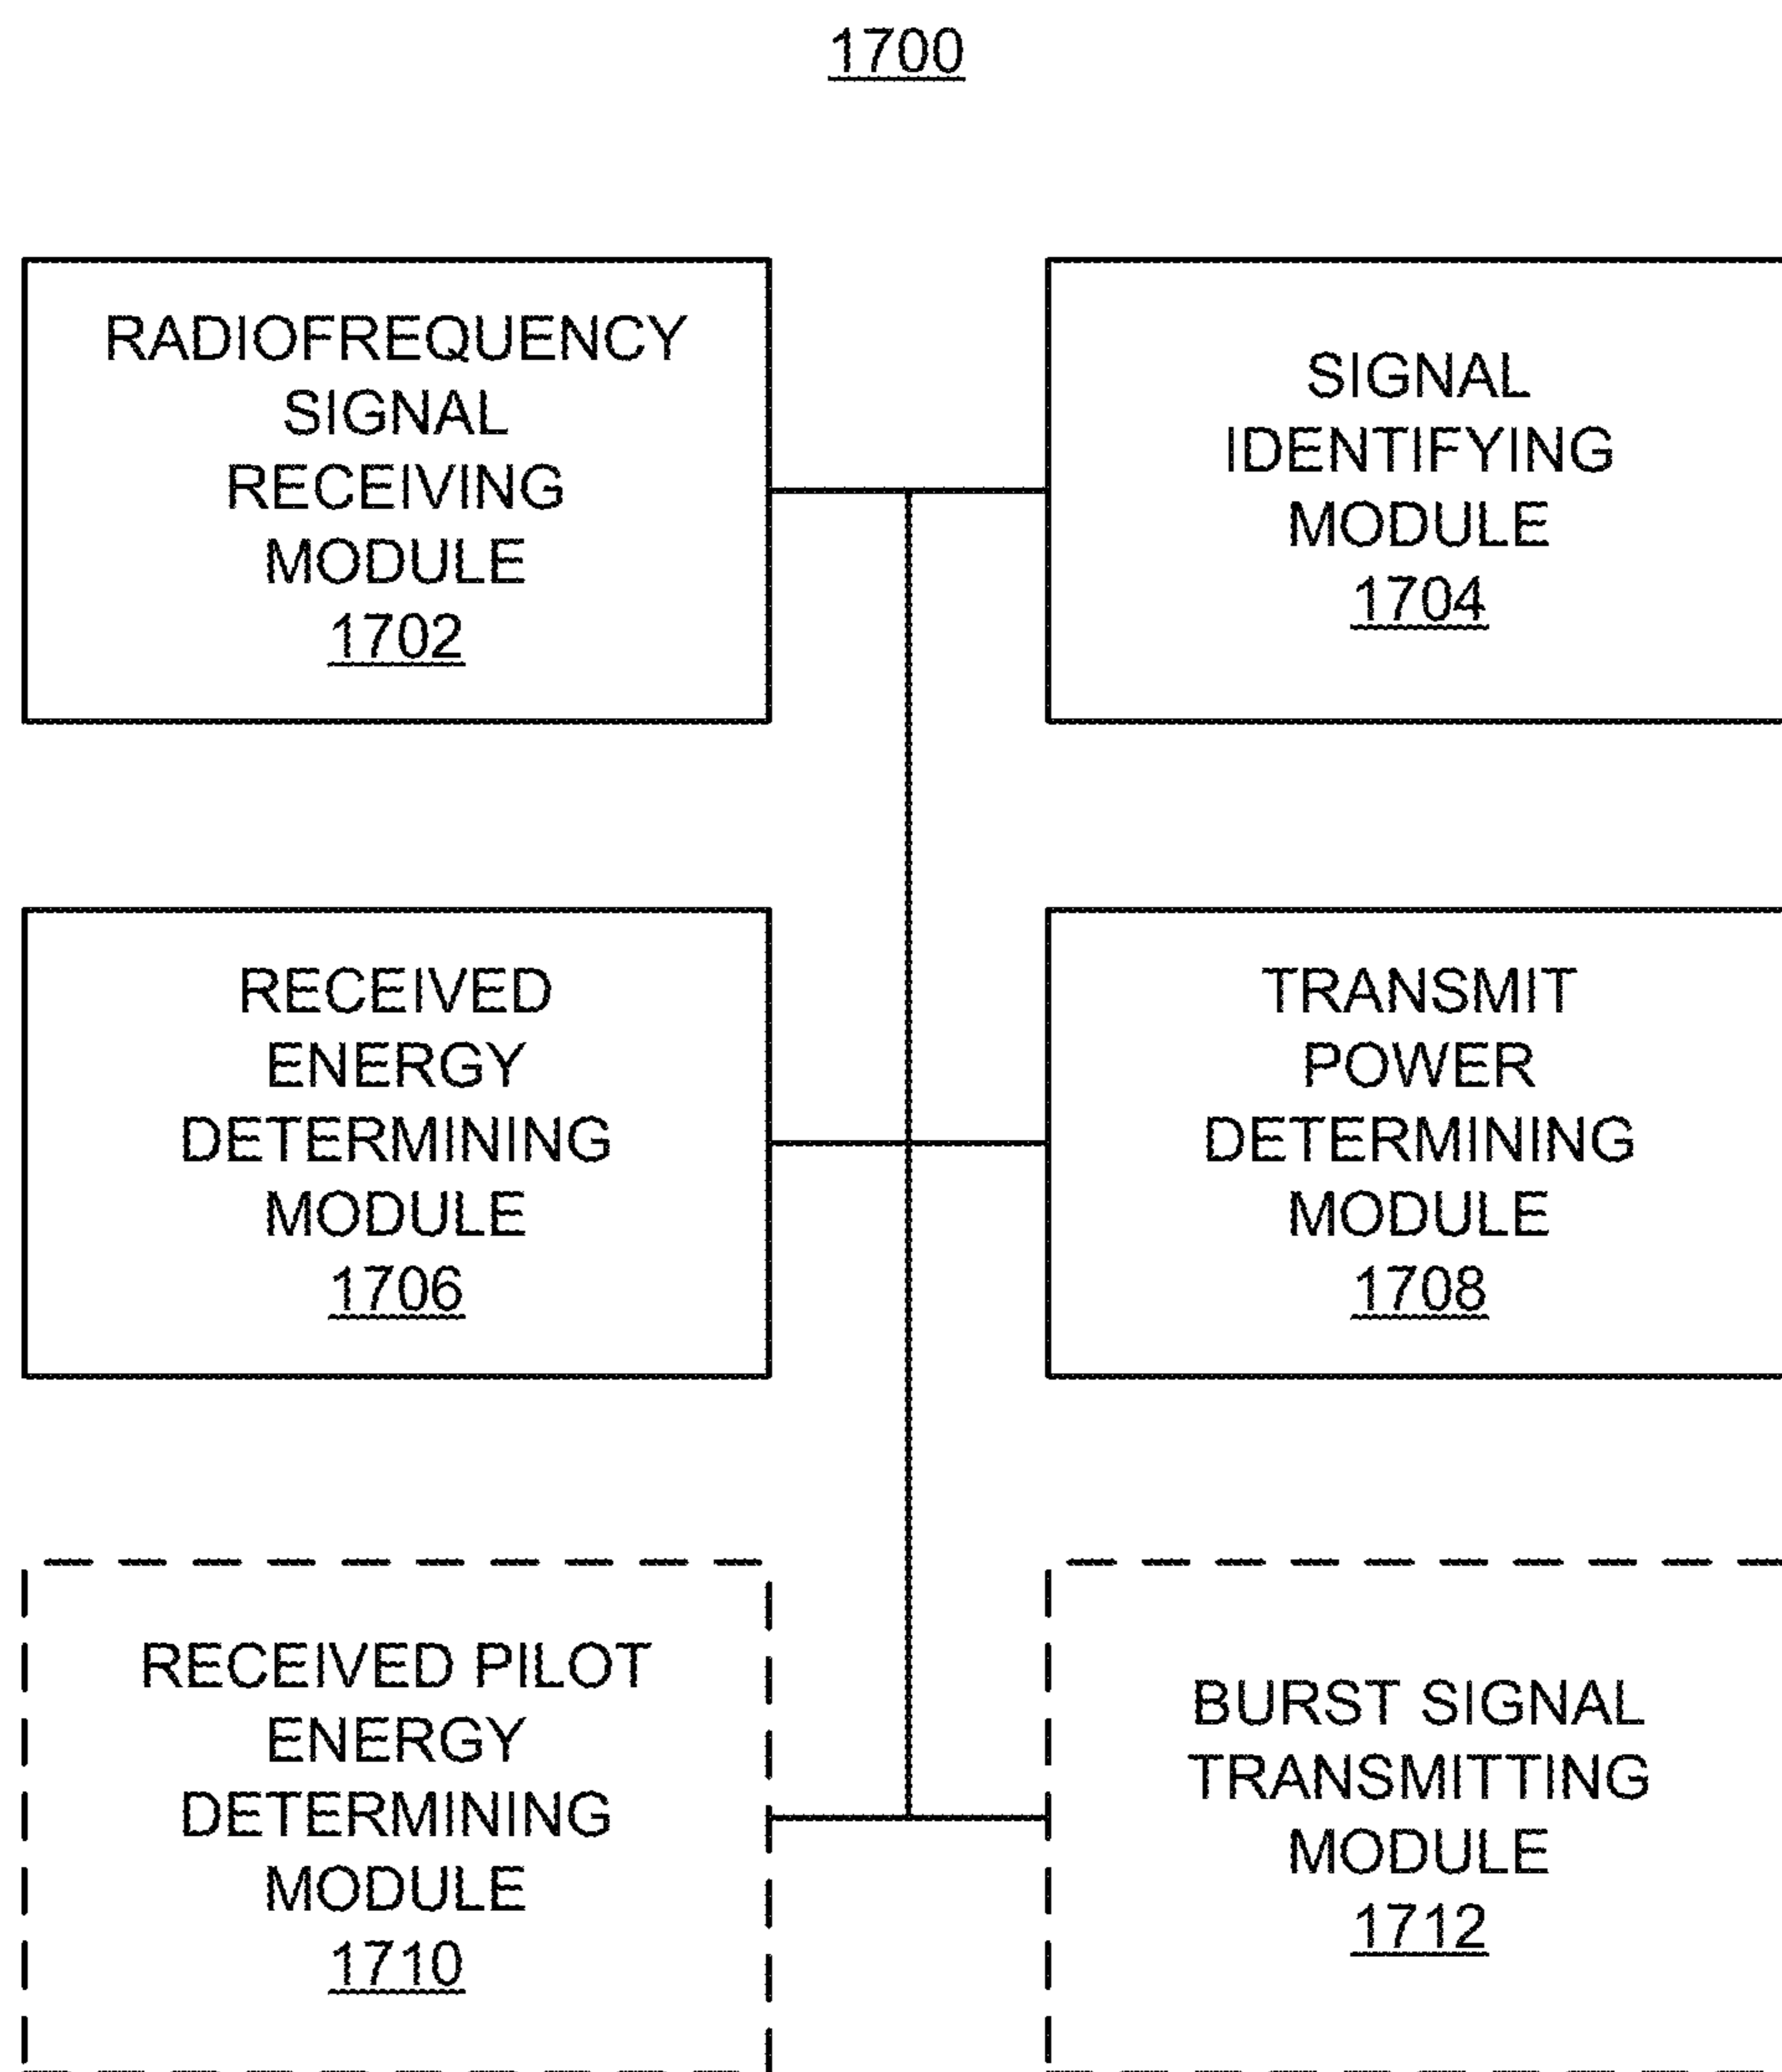 1700
RADIOFREQUENCY
SIGNAL
RECEIVING
MODULE
1702
SIGNAL
IDENTIFYING
MODULE
1704
RECEIVED
ENERGY
DETERMINING
MODULE
1706
TRANSMIT
POWER
DETERMINING
MODULE
1708
RECEIVED PILOT
ENERGY
DETERMINING
MODULE
1710
BURST SIGNAL
TRANSMITTING
MODULE
1712